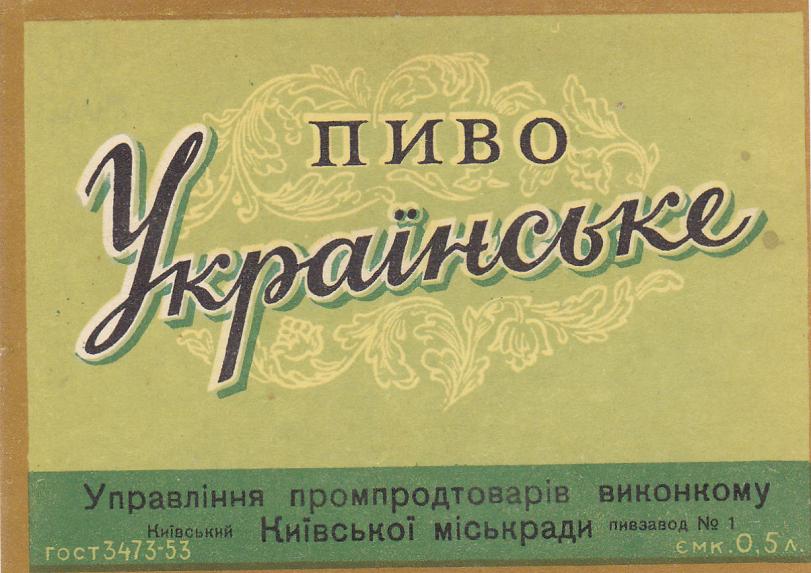 ПИВО
Українське
Управління промпродтоварів виконкому
Київський Київської міськради пивзавод № 1
ГОСТ 3473-53 ємк. 0,5 л.